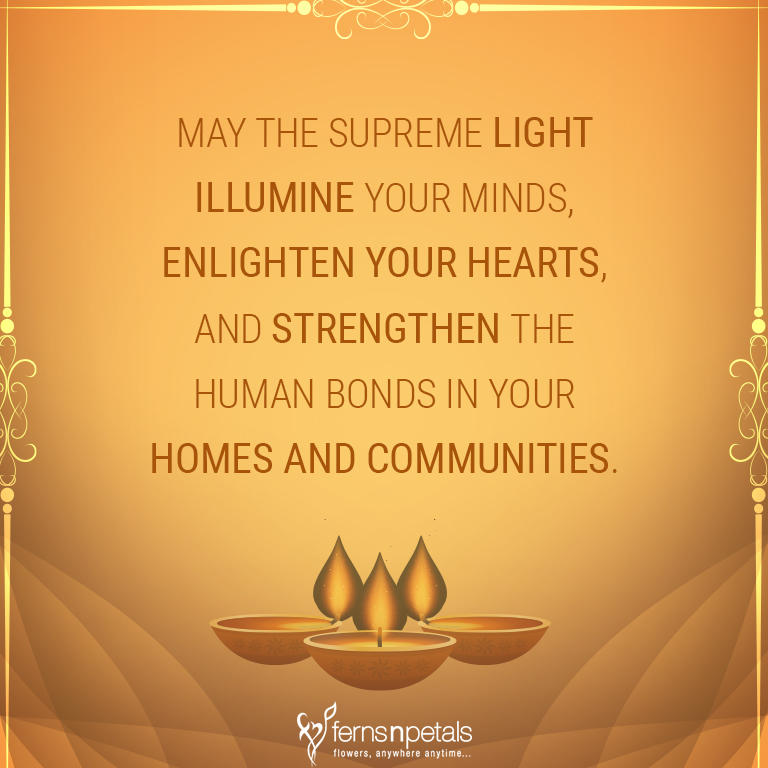 MAY THE SUPREME LIGHT
ILLUMINE YOUR MINDS,
ENLIGHTEN YOUR HEARTS,
AND STRENGTHEN THE
HUMAN BONDS IN YOUR
HOMES AND COMMUNITIES.
fernsnpetals
flowers, anywhere anytime...